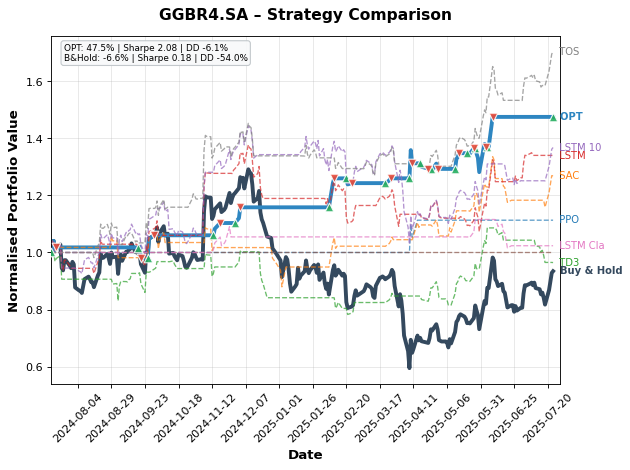 GGBR4.SA – Strategy Comparison
OPT: 47.5% | Sharpe 2.08 | DD -6.1%
B&Hold: -6.6% | Sharpe 0.18 | DD -54.0%
TOS
OPT
LSTM 10
LSTM
SAC
PPO
LSTM Cla
TD3
Buy & Hold
Normalised Portfolio Value
1.6
1.4
1.2
1.0
0.8
0.6
2024-08-04
2024-08-29
2024-09-23
2024-10-18
2024-11-12
2024-12-07
2025-01-01
2025-01-26
2025-02-20
2025-03-17
2025-04-11
2025-05-06
2025-05-31
2025-06-25
2025-07-20
Date